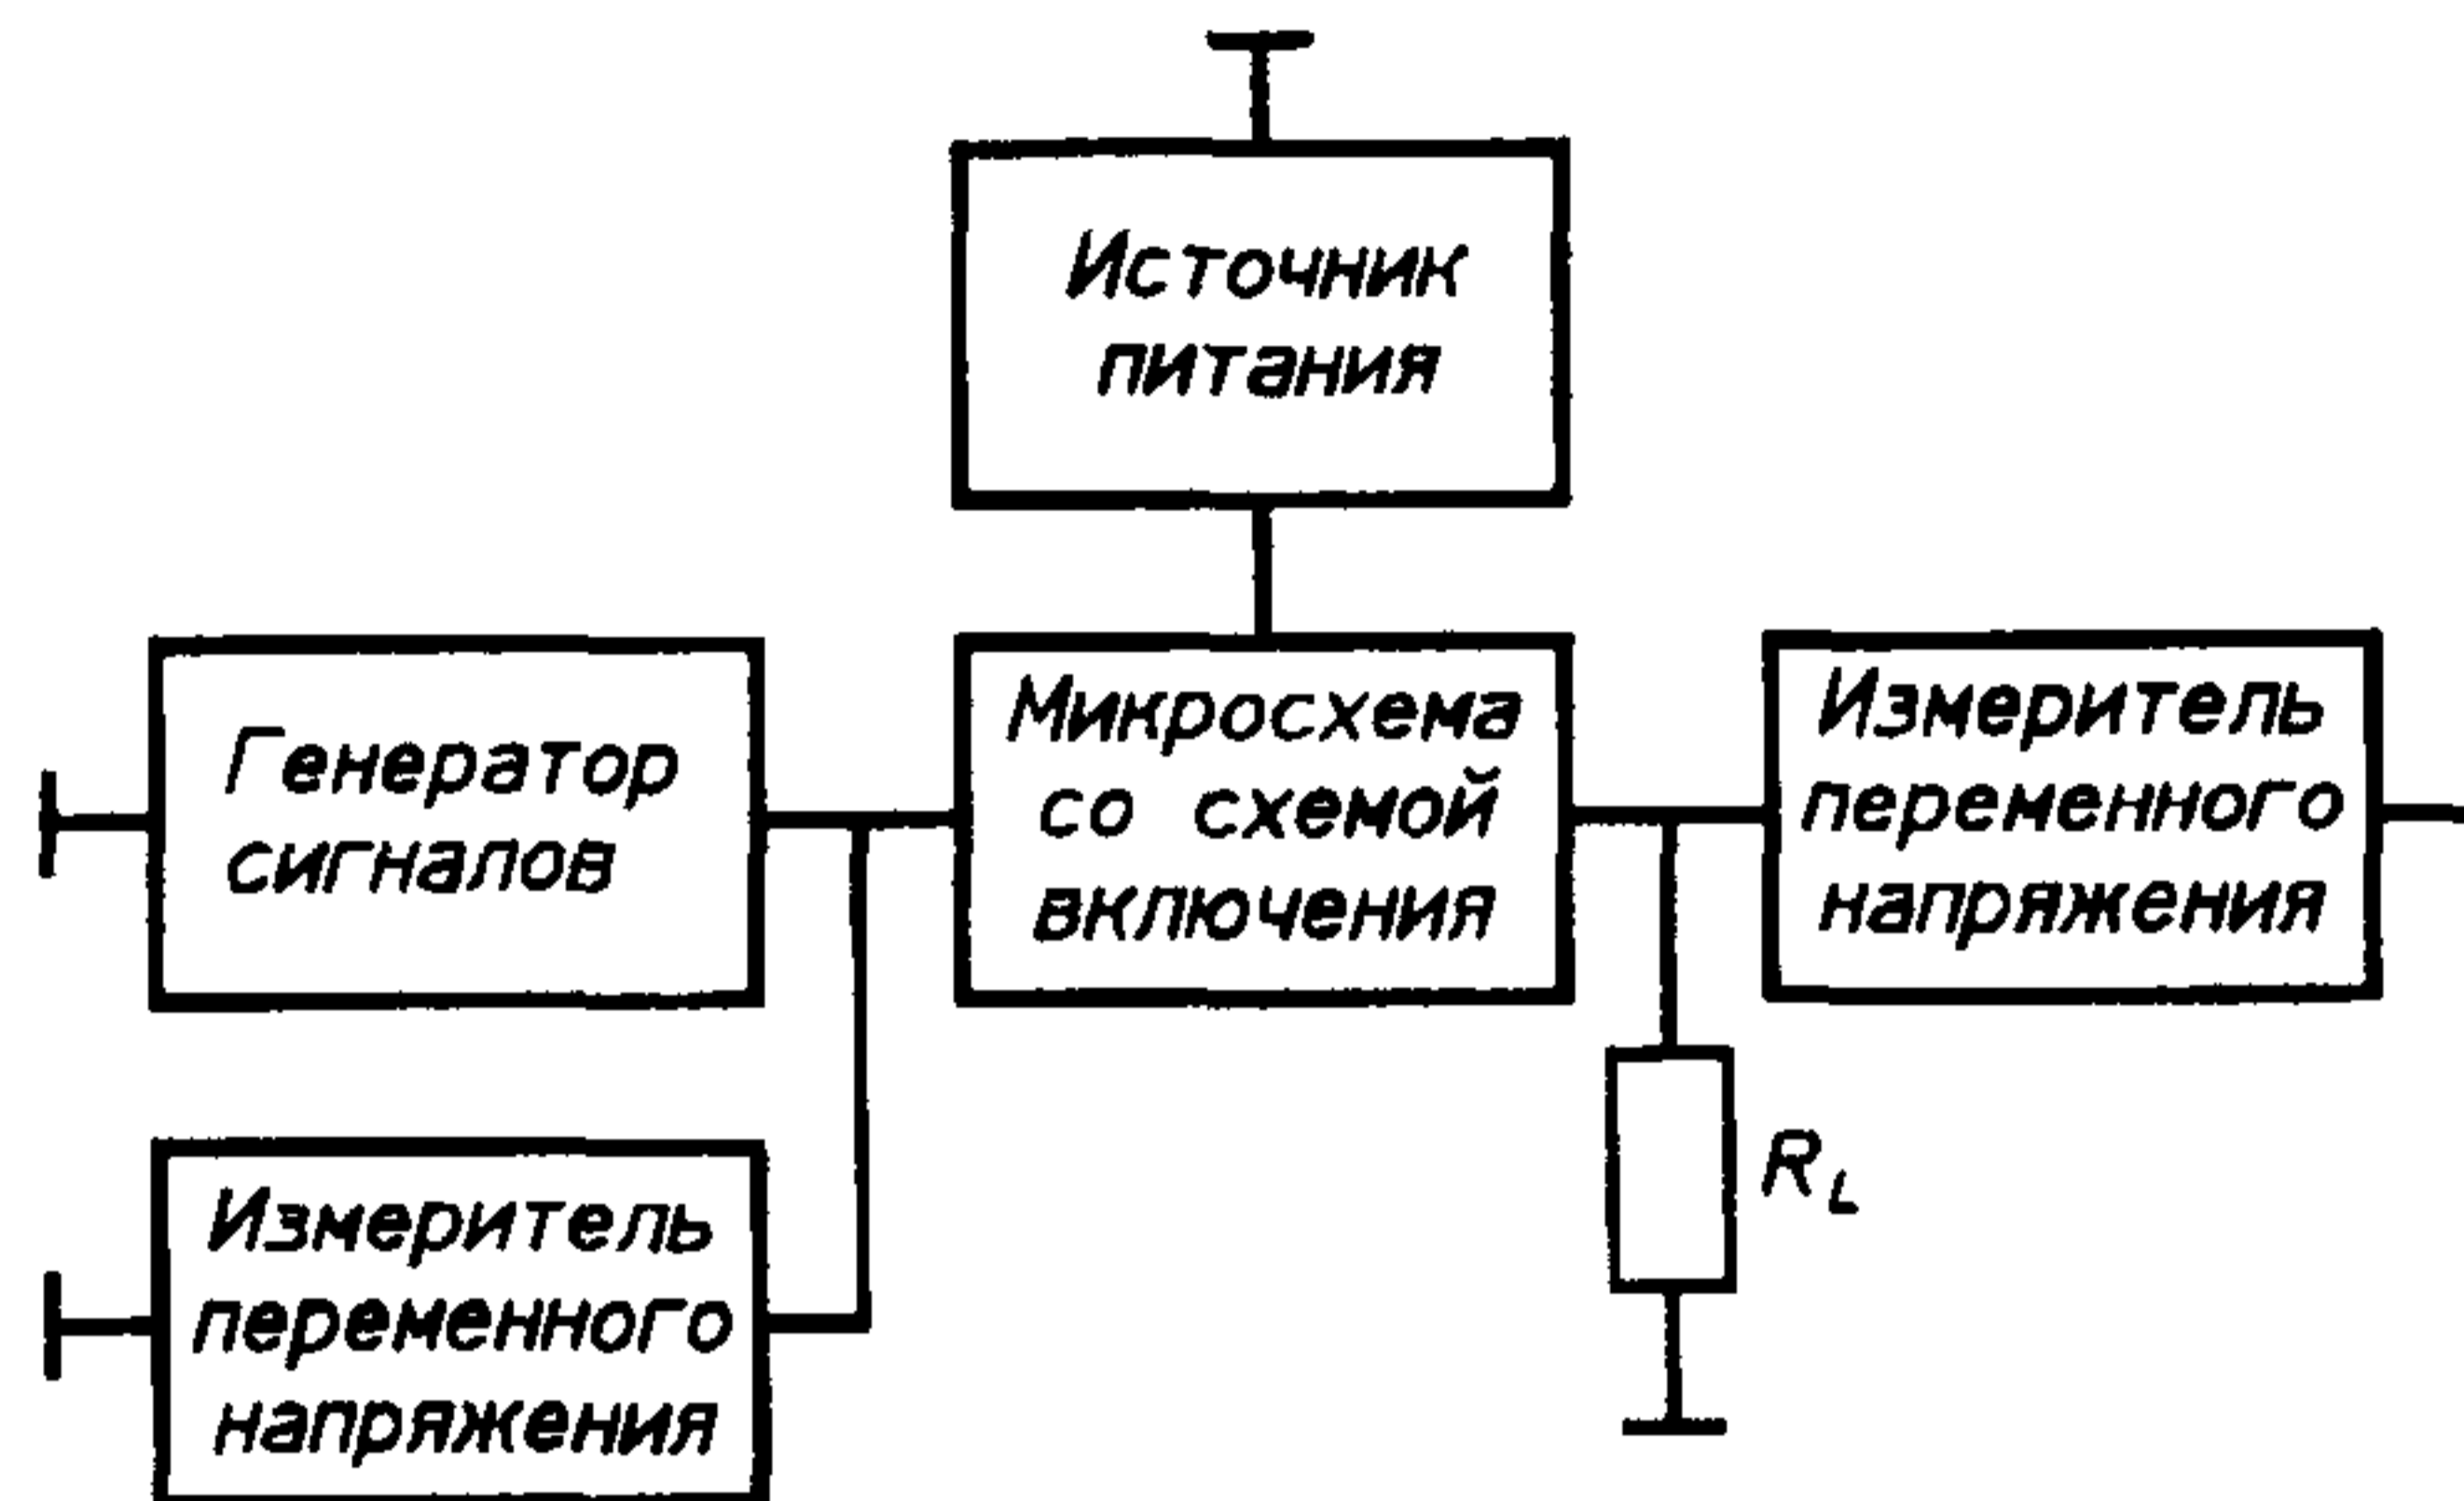 Источник
питания
Генератор
сигналов
Микросхема
со схемой
включения
Измеритель
переменного
напряжения
R_L
Измеритель
переменного
напряжения